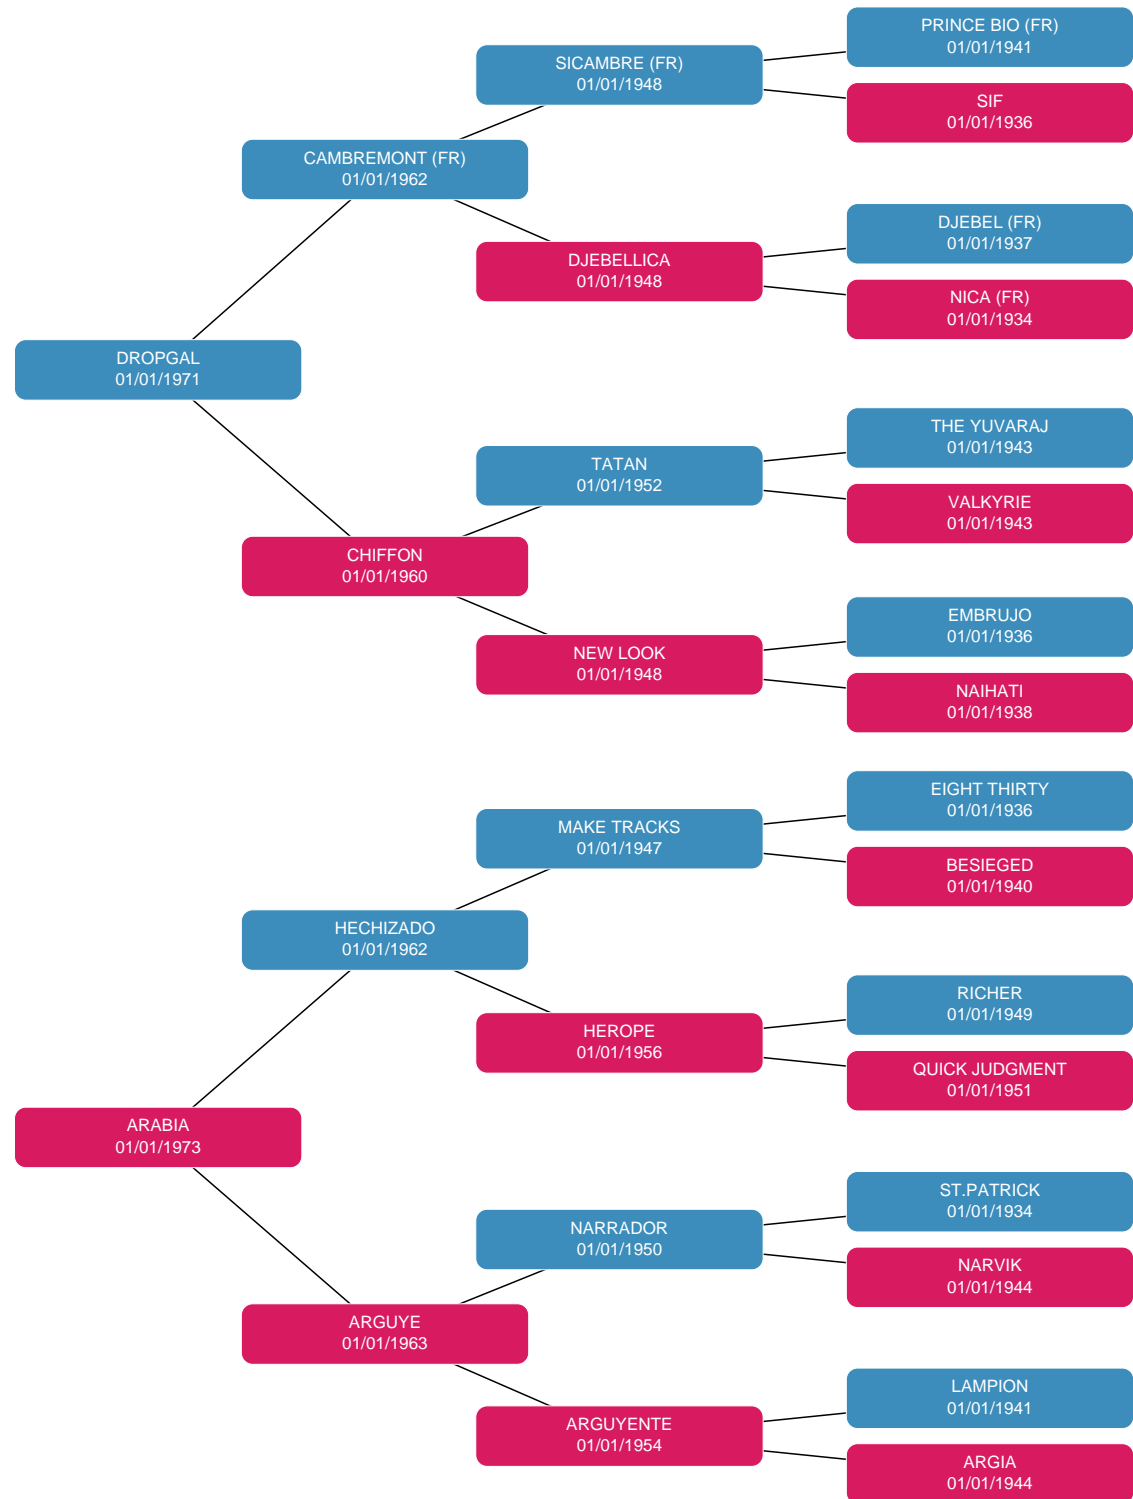 PRINCE BIO (FR)
01/01/1941
SICAMBRE (FR)
01/01/1948
SIF
01/01/1936
CAMBREMONT (FR)
01/01/1962
DJEBEL (FR)
01/01/1937
DJEBELLICA
01/01/1948
NICA (FR)
01/01/1934
DROPGAL
01/01/1971
THE YUVARAJ
01/01/1943
TATAN
01/01/1952
VALKYRIE
01/01/1943
CHIFFON
01/01/1960
EMBRUJO
01/01/1936
NEW LOOK
01/01/1948
NAIHATI
01/01/1938
EIGHT THIRTY
01/01/1936
MAKE TRACKS
01/01/1947
BESIEGED
01/01/1940
HECHIZADO
01/01/1962
RICHER
01/01/1949
HEROPE
01/01/1956
QUICK JUDGMENT
01/01/1951
ARABIA
01/01/1973
ST.PATRICK
01/01/1934
NARRADOR
01/01/1950
NARVIK
01/01/1944
ARGUYE
01/01/1963
LAMPION
01/01/1941
ARGUYENTE
01/01/1954
ARGIA
01/01/1944